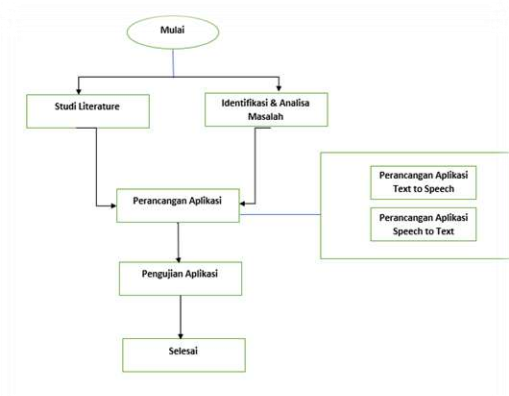 Mulai
Studi Literature
Identifikasi & Analisa
Masalah
Perancangan Aplikasi
Perancangan Aplikasi
Text to Speech
Perancangan Aplikasi
Speech to Text
Pengujian Aplikasi
Selesai